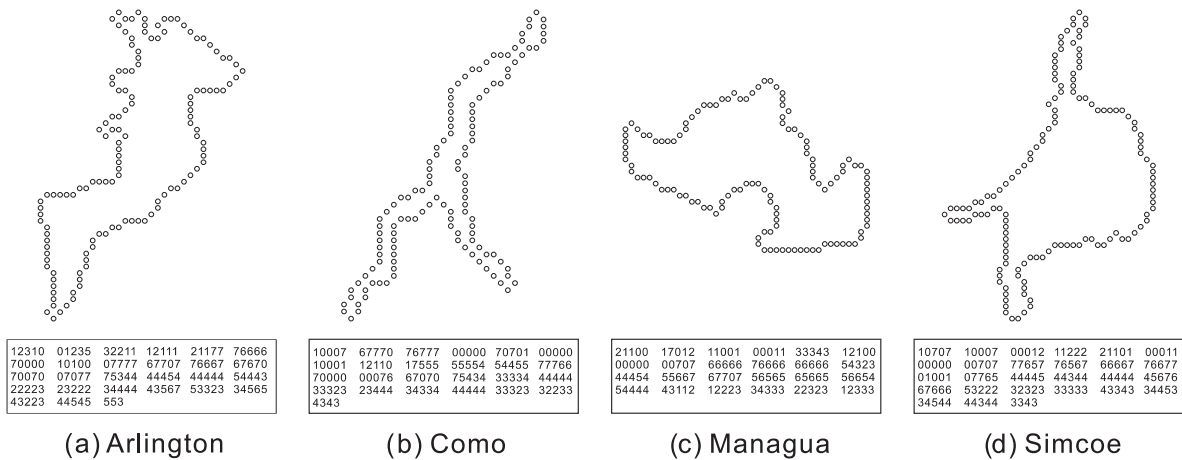 12310 01235 32211 12111 21177 76666
70000 10100 07777 67707 76667 67670
70070 07077 75344 44454 44444 54443
22223 23222 34444 43567 53323 34565
43223 44545 553
(a) Arlington
10007 67770 76777 00000 70701 00000
10001 12110 17555 55554 54455 77766
70000 00076 67070 75434 33334 44444
33323 23444 34334 44444 33323 32233
4343
(b) Como
21100 17012 11001 00011 33343 12100
00000 00707 66666 76666 66666 54323
44454 55667 67707 56565 65665 56654
54444 43112 12223 34333 22323 12333
(c) Managua
10707 10007 00012 11222 21101 00011
00000 00707 77657 76567 66667 76677
01001 07765 44445 44344 44444 45676
67666 53222 32323 33333 43343 34453
34544 44344 3343
(d) Simcoe